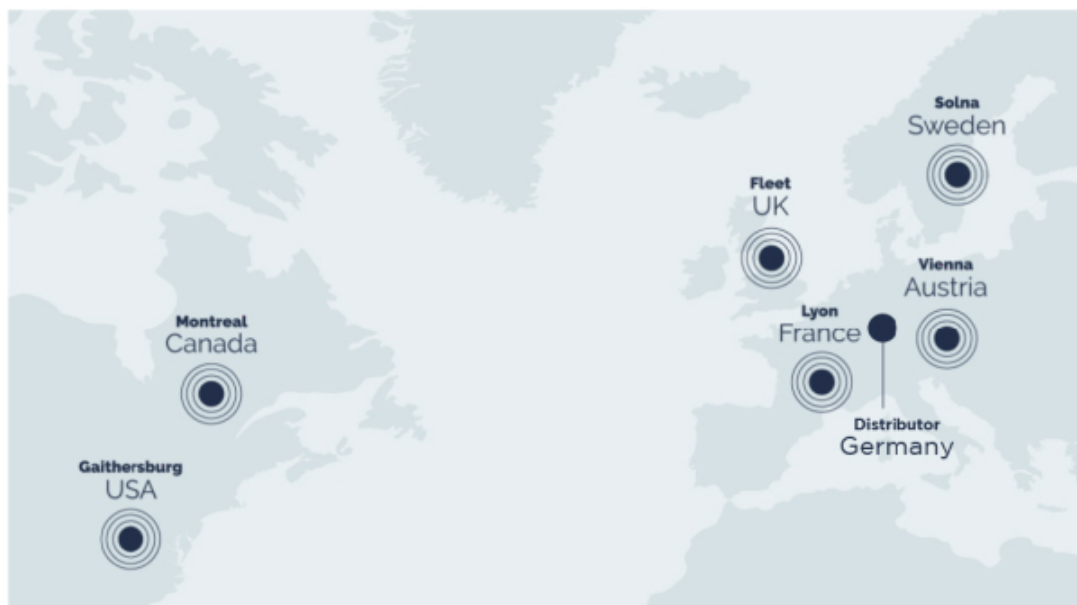 Solna
Sweden
Fleet
UK
Vienna
Austria
Lyon
France
Montreal
Canada
Distributor
Germany
Gaithersburg
USA